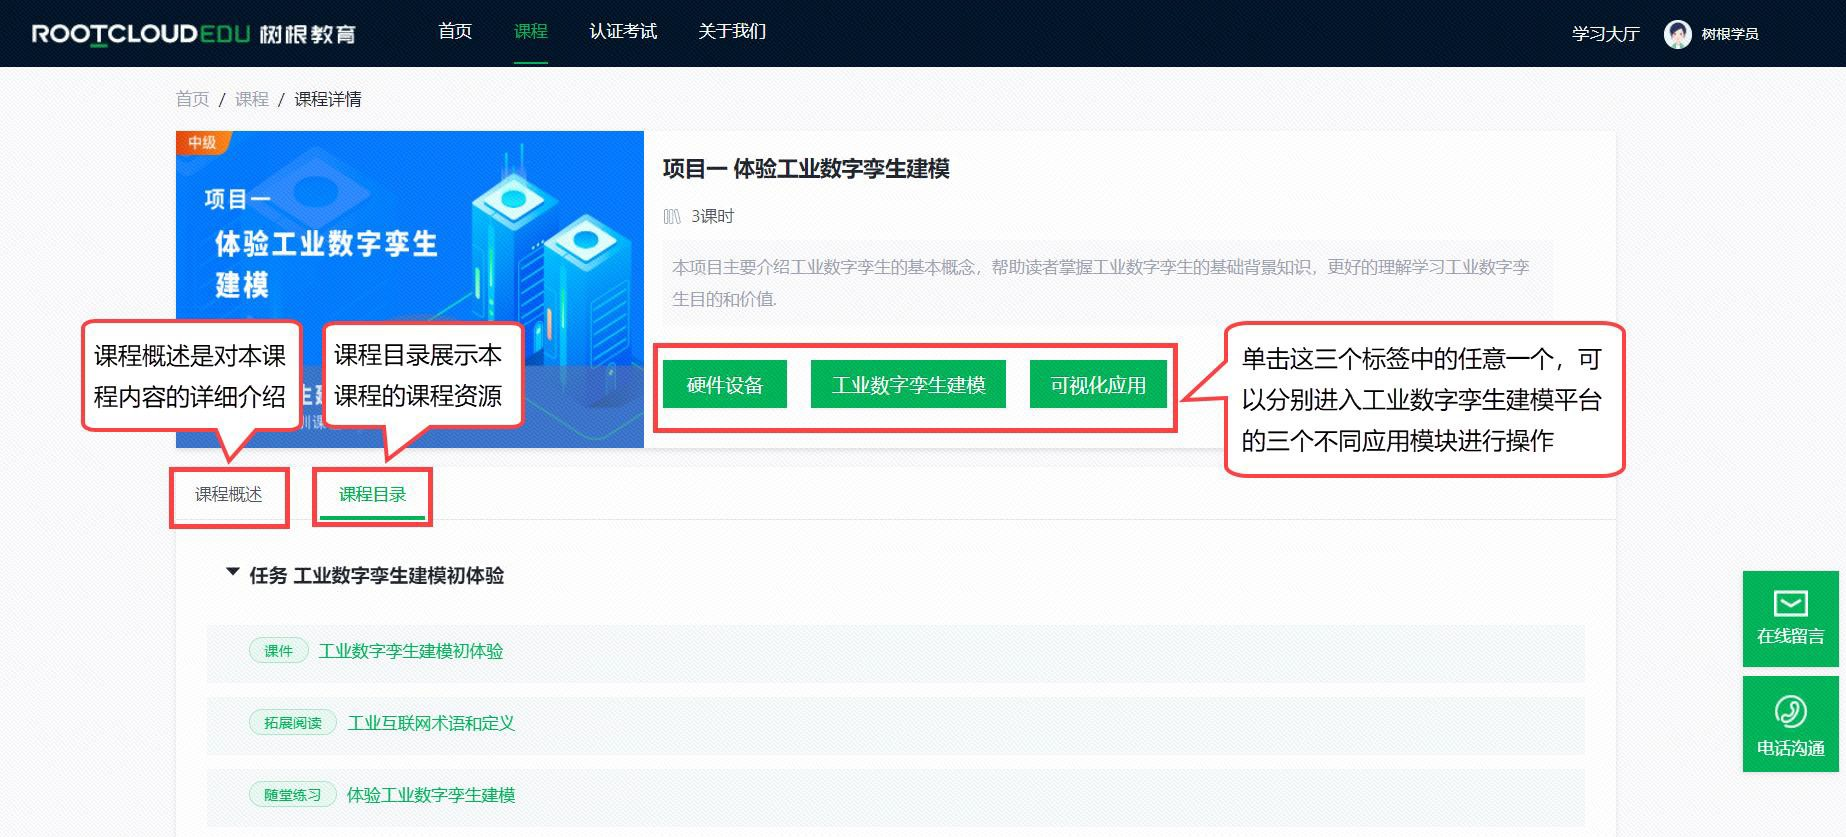 ROOTCLOUDEDU 树根教育
首页 课程 认证考试 关于我们
学习大厅 树根学员
首页 / 课程 / 课程详情
中级
项目一
体验工业数字孪生
建模
项目一 体验工业数字孪生建模
3课时
本项目主要介绍工业数字孪生的基本概念，帮助读者掌握工业数字孪生的基础背景知识，更好的理解学习工业数字孪
生目的和价值.
课程概述是对本课
程内容的详细介绍
课程目录展示本
课程的课程资源
硬件设备 工业数字孪生建模 可视化应用
单击这三个标签中的任意一个，可
以分别进入工业数字孪生建模平台
的三个不同应用模块进行操作
课程概述 课程目录
任务 工业数字孪生建模初体验
课件 工业数字孪生建模初体验
拓展阅读 工业互联网术语和定义
随堂练习 体验工业数字孪生建模
在线留言
电话沟通